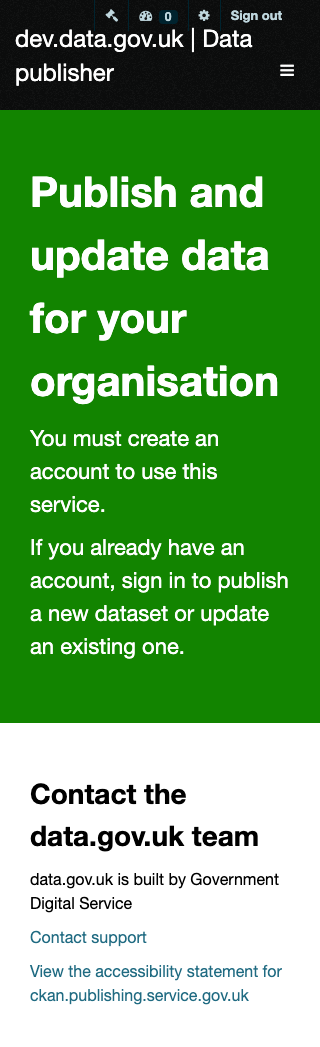 0 Sign out
dev.data.gov.uk | Data
publisher
Publish and
update data
for your
organisation
You must create an
account to use this
service.
If you already have an
account, sign in to publish
a new dataset or update
an existing one.
Contact the
data.gov.uk team
data.gov.uk is built by Government
Digital Service
Contact support
View the accessibility statement for
ckan.publishing.service.gov.uk